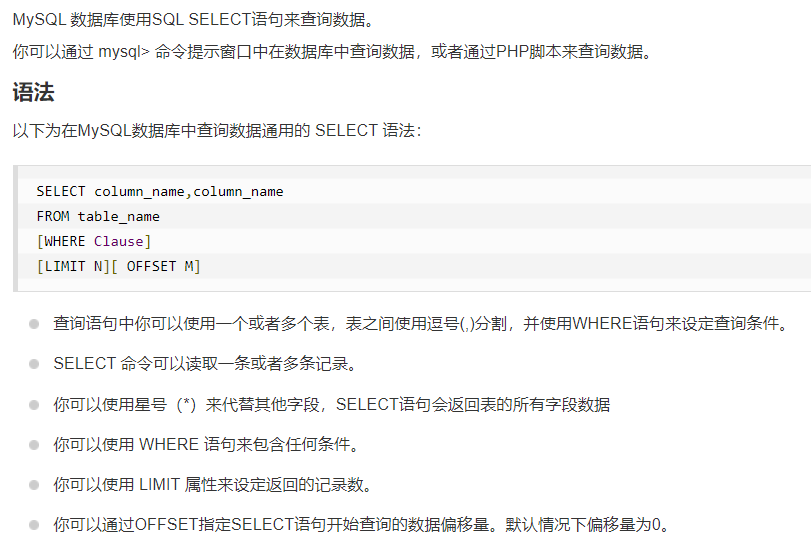 MySQL 数据库使用SQL SELECT语句来查询数据。
你可以通过 mysql> 命令提示窗口中在数据库中查询数据，或者通过PHP脚本来查询数据。
语法
以下为在MySQL数据库中查询数据通用的 SELECT 语法：
SELECT column_name,column_name
FROM table_name
[WHERE Clause]
[LIMIT N][ OFFSET M]
查询语句中你可以使用一个或者多个表，表之间使用逗号(,)分割，并使用WHERE语句来设定查询条件。
SELECT 命令可以读取一条或者多条记录。
你可以使用星号（*）来代替其他字段，SELECT语句会返回表的所有字段数据
你可以使用 WHERE 语句来包含任何条件。
你可以使用 LIMIT 属性来设定返回的记录数。
你可以通过OFFSET指定SELECT语句开始查询的数据偏移量。默认情况下偏移量为0。